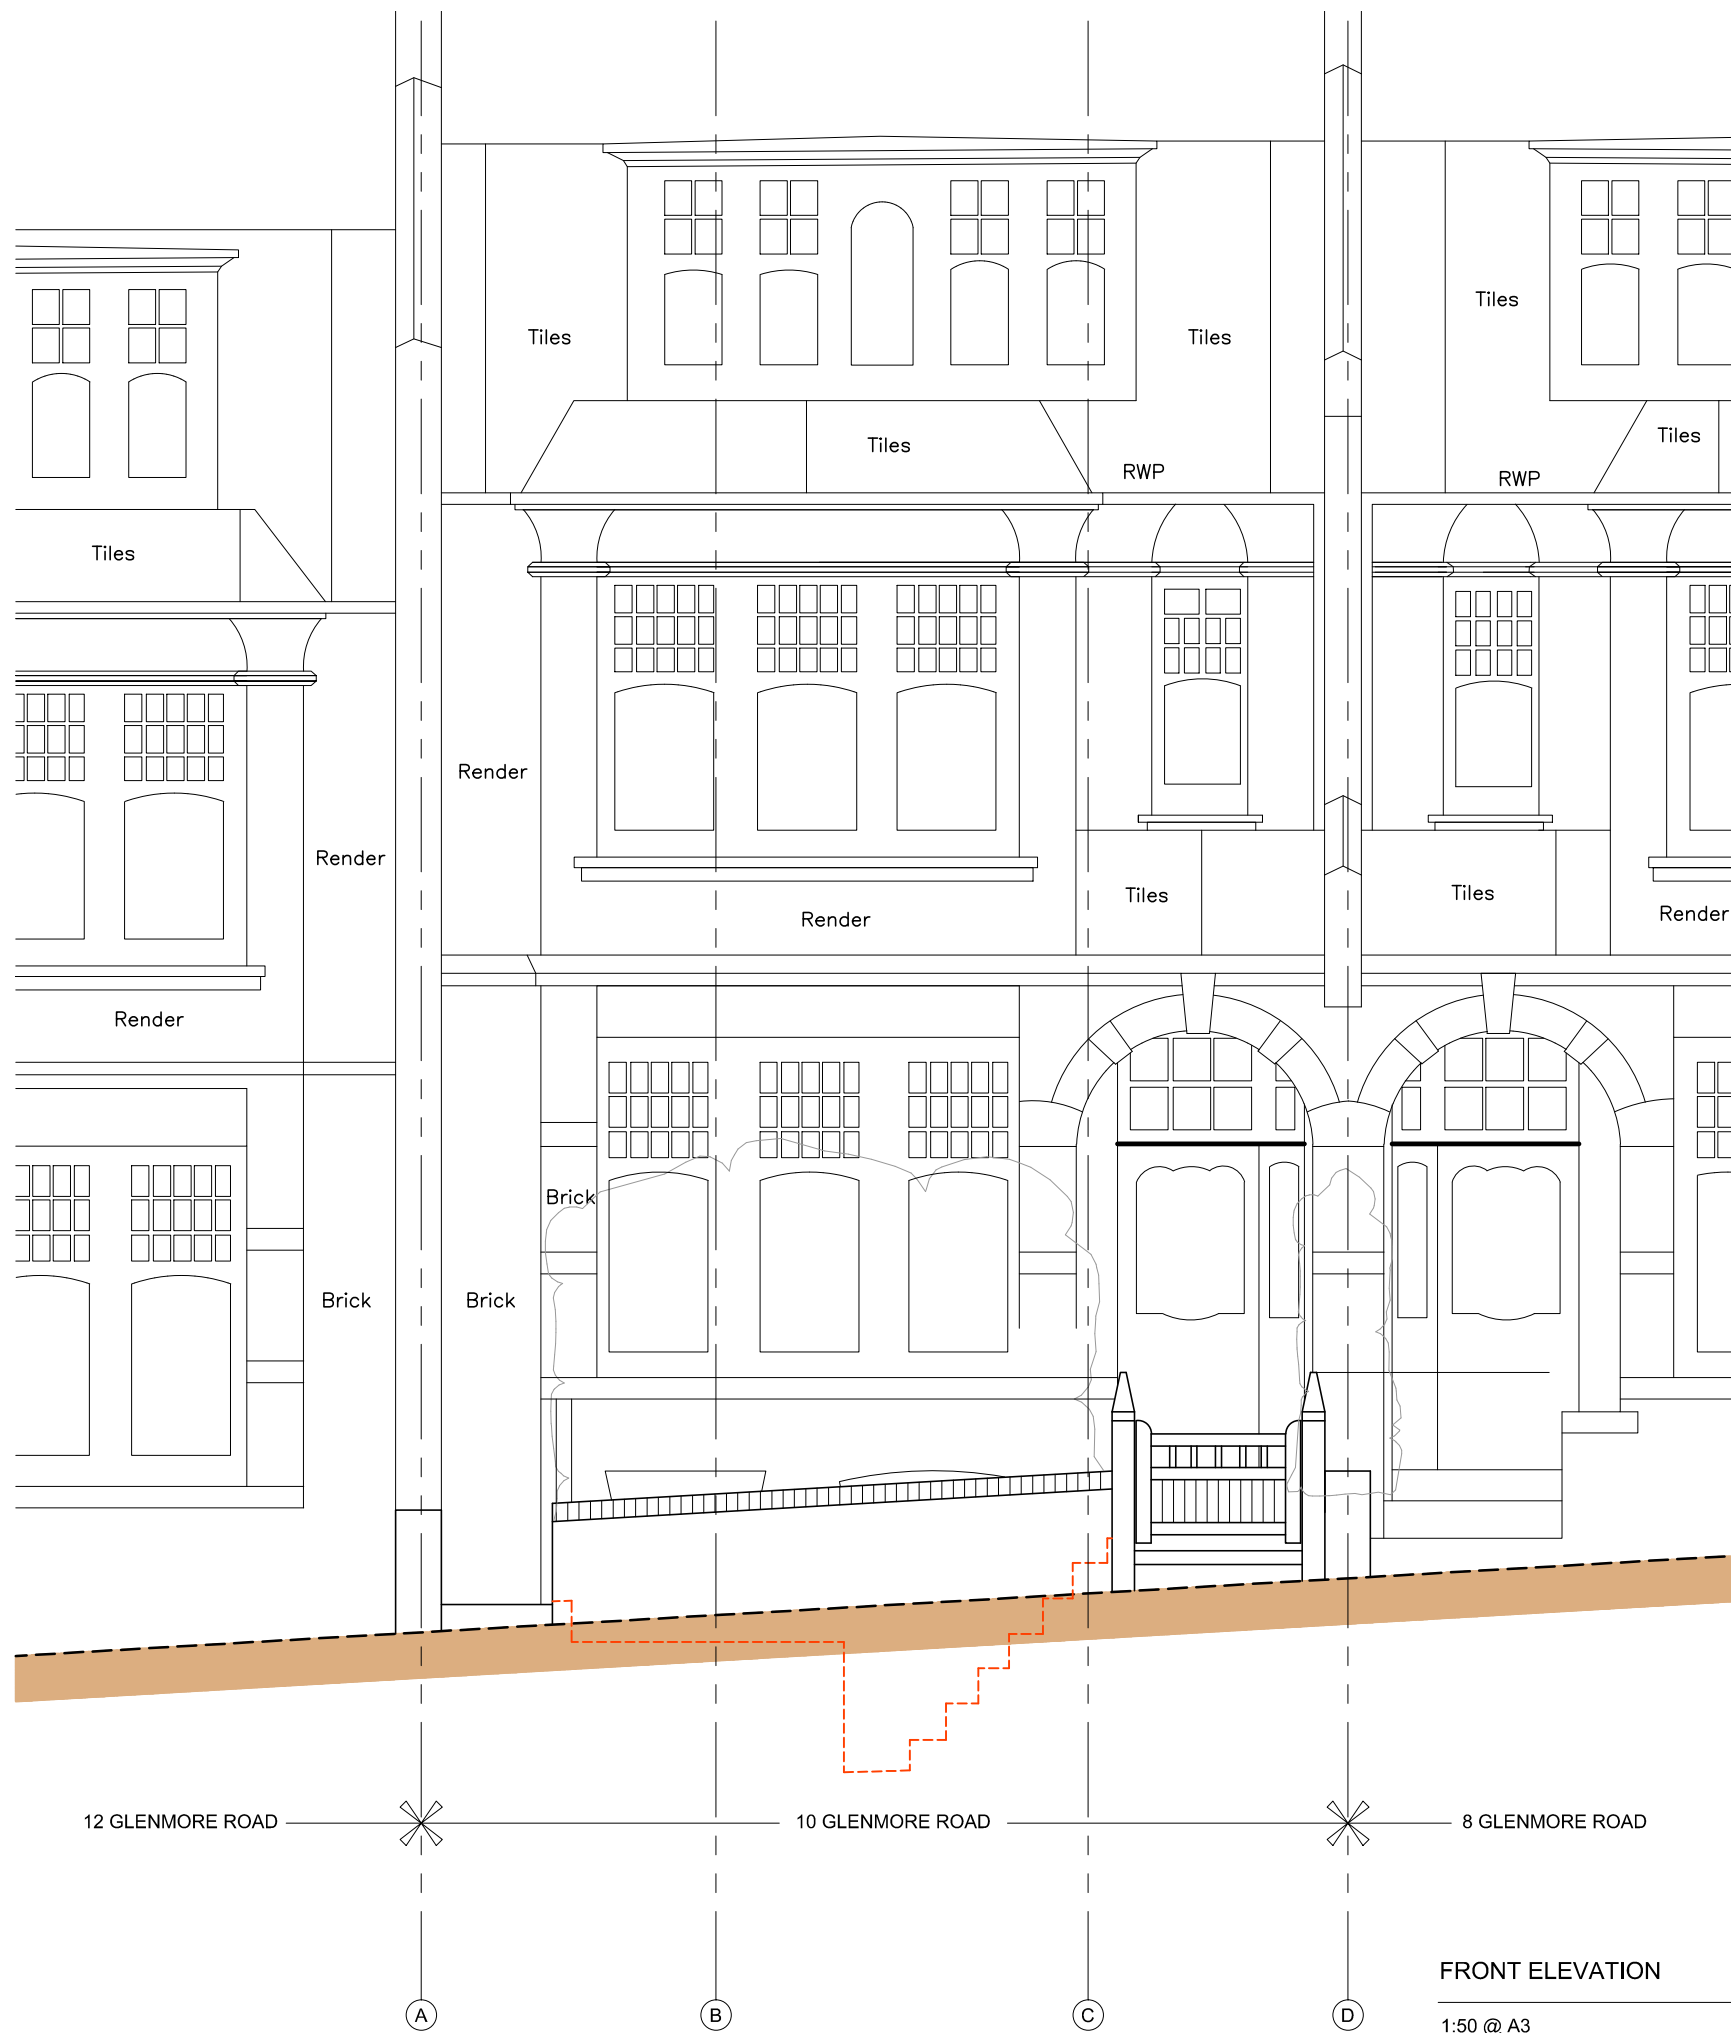 Tiles
Tiles
Tiles
Tiles
Tiles
RWP
RWP
Tiles
Render
Render
Tiles
Tiles
Render
Render
Render
Brick
Brick
Brick
12 GLENMORE ROAD
10 GLENMORE ROAD
8 GLENMORE ROAD
FRONT ELEVATION
A
B
C
D
1:50 @ A3